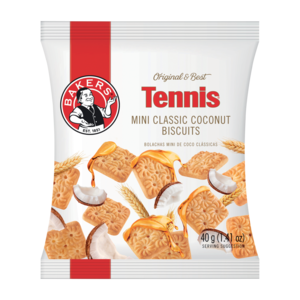 BAKERS
EST. 1851
Original & Best
Tennis
MINI CLASSIC COCONUT
BISCUITS
BOLACHAS MINI DE COCO CLÁSSICAS
40 g (1.41 oz)
SERVING SUGGESTION